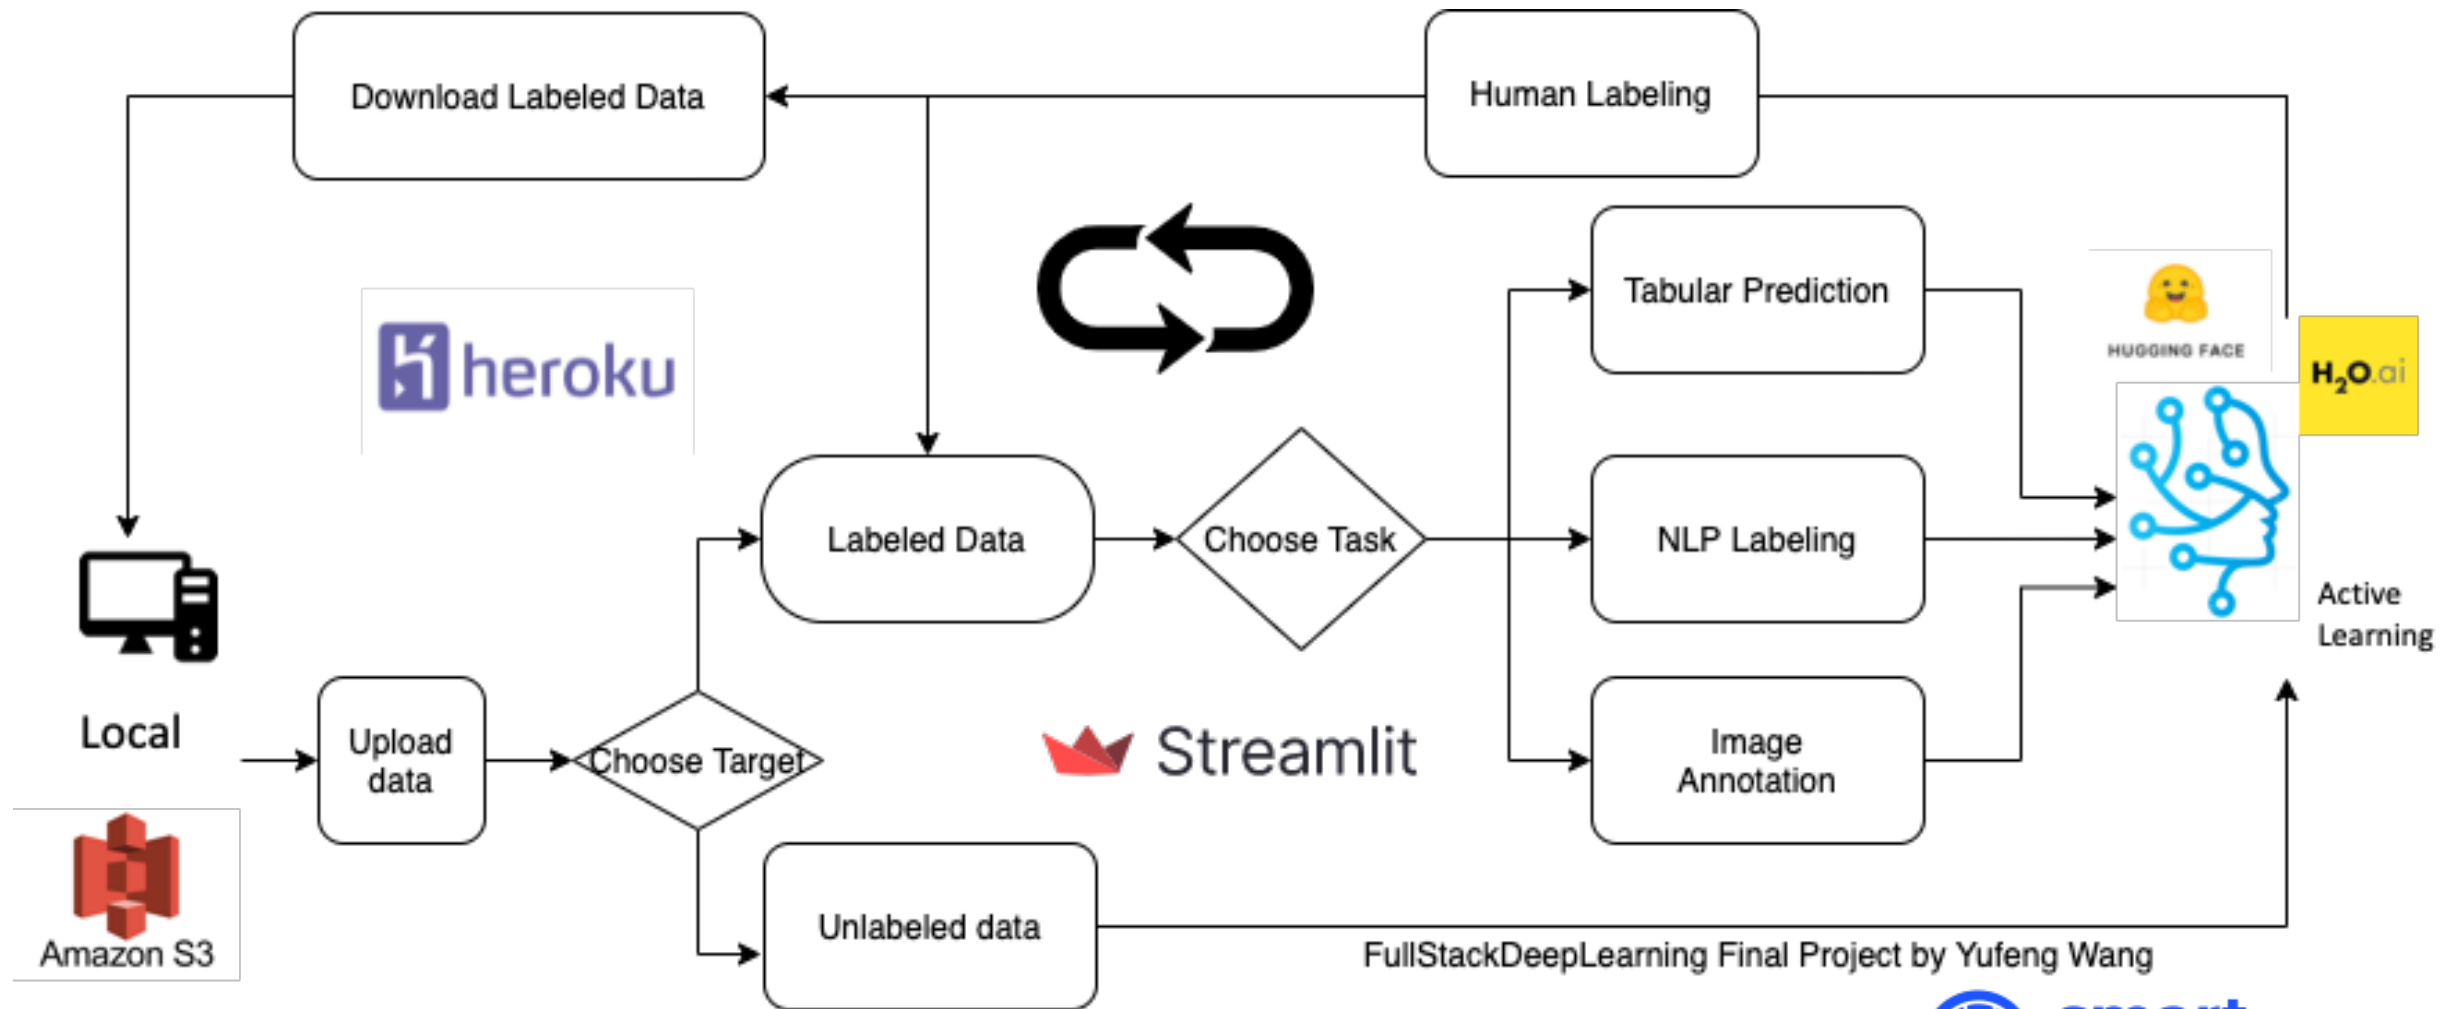 Download Labeled Data
Human Labeling
Tabular Prediction
HUGGING FACE
H2O.ai
heroku
Labeled Data
Choose Task
NLP Labeling
Active
Learning
Local
Upload
data
Choose Target
Streamlit
Image
Annotation
Amazon S3
Unlabeled data
FullStackDeepLearning Final Project by Yufeng Wang